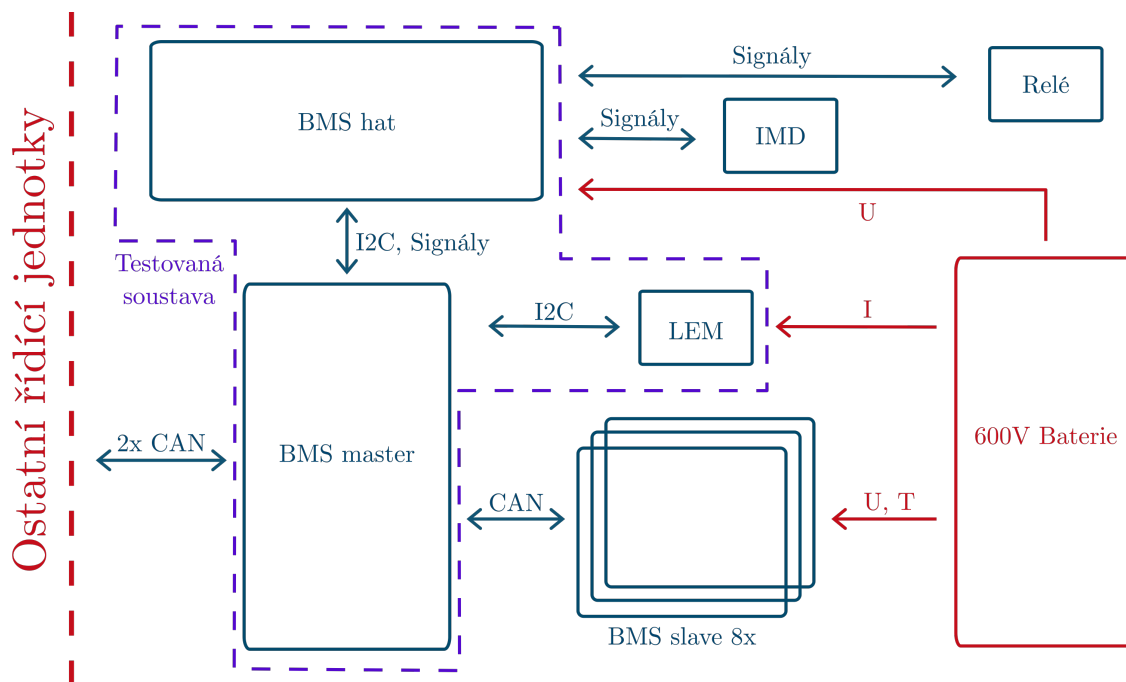 Ostatní řídící jednotky
BMS hat
Signály
Relé
Signály
IMD
U
I2C, Signály
Testovaná
soustava
I2C
LEM
I
2x CAN
BMS master
600V Baterie
CAN
U, T
BMS slave 8x